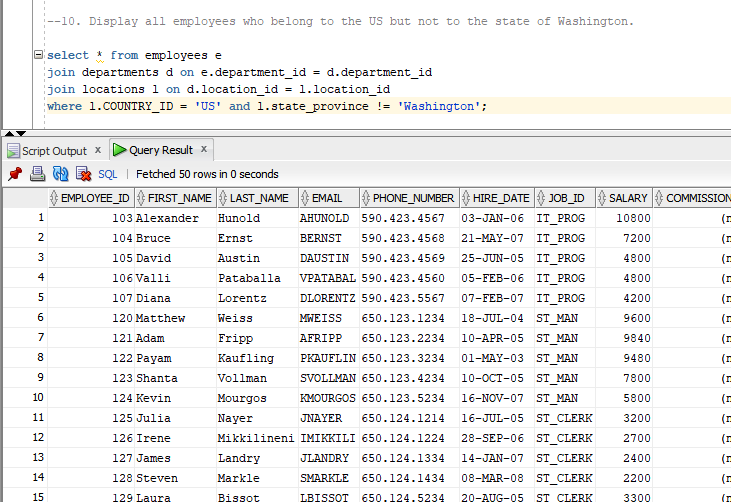 --10. Display all employees who belong to the US but not to the state of Washington.
select * from employees e
join departments d on e.department_id = d.department_id
join locations l on d.location_id = l.location_id
where l.COUNTRY_ID = 'US' and l.state_province != 'Washington';
Script Output x Query Result x
SQL | Fetched 50 rows in 0 seconds
EMPLOYEE_ID FIRST_NAME LAST_NAME EMAIL PHONE_NUMBER HIRE_DATE JOB_ID SALARY COMMISSION
1 103 Alexander Hunold AHUNOLD 590.423.4567 03-JAN-06 IT_PROG 10800 (n
2 104 Bruce Ernst BERNST 590.423.4568 21-MAY-07 IT_PROG 7200 (n
3 105 David Austin DAUSTIN 590.423.4569 25-JUN-05 IT_PROG 4800 (n
4 106 Valli Pataballa VPATABAL 590.423.4560 05-FEB-06 IT_PROG 4800 (n
5 107 Diana Lorentz DLORENTZ 590.423.5567 07-FEB-07 IT_PROG 4200 (n
6 120 Matthew Weiss MWEISS 650.123.1234 18-JUL-04 ST_MAN 9600 (n
7 121 Adam Fripp AFRIPP 650.123.2234 10-APR-05 ST_MAN 9840 (n
8 122 Payam Kaufling PKAUFLIN 650.123.3234 01-MAY-03 ST_MAN 9480 (n
9 123 Shanta Vollman SVOLLMAN 650.123.4234 10-OCT-05 ST_MAN 7800 (n
10 124 Kevin Mourgos KMOURGOS 650.123.5234 16-NOV-07 ST_MAN 5800 (n
11 125 Julia Nayer JNAYER 650.124.1214 16-JUL-05 ST_CLERK 3200 (n
12 126 Irene Mikkilineni IMIKKILI 650.124.1224 28-SEP-06 ST_CLERK 2700 (n
13 127 James Landry JLANDRY 650.124.1334 14-JAN-07 ST_CLERK 2400 (n
14 128 Steven Markle SMARKLE 650.124.1434 08-MAR-08 ST_CLERK 2200 (n
15 129 Laura Bissot LBISSOT 650.124.5234 20-AUG-05 ST_CLERK 3300 (n